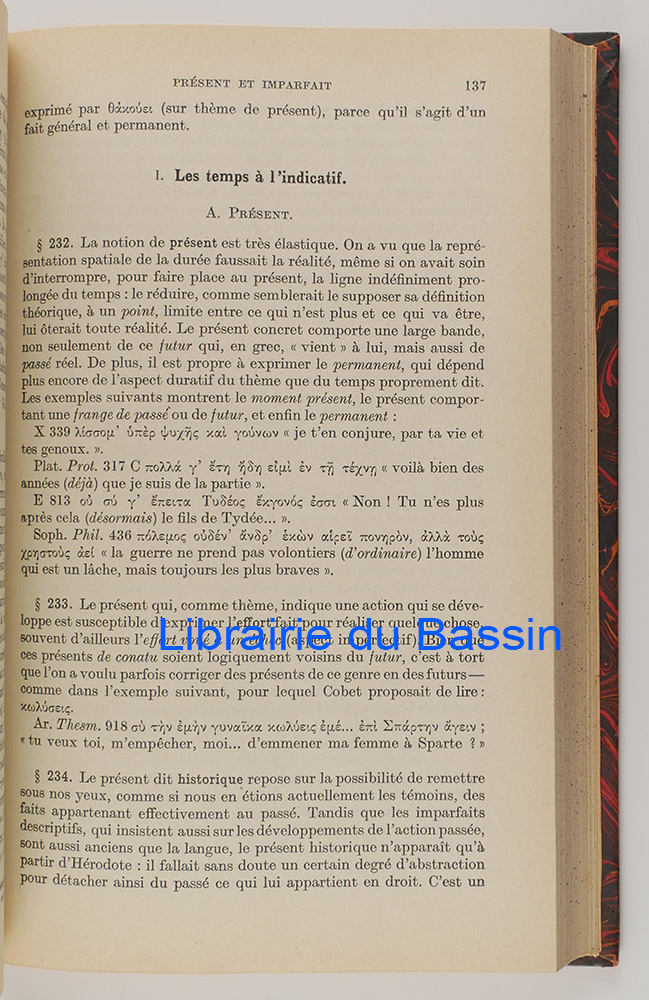 PRÉSENT ET IMPARFAIT 137
exprimé par θἀκούει (sur thème de présent), parce qu'il s'agit d'un
fait général et permanent.
I. Les temps à l'indicatif.
A. PRÉSENT.
§ 232. La notion de présent est très élastique. On a vu que la repré-
sentation spatiale de la durée faussait la réalité, même si on avait soin
d'interrompre, pour faire place au présent, la ligne indéfiniment pro-
longée du temps : le réduire, comme semblerait le supposer sa définition
théorique, à un point, limite entre ce qui n'est plus et ce qui va être,
lui ôterait toute réalité. Le présent concret comporte une large bande,
non seulement de ce futur qui, en grec, « vient » à lui, mais aussi de
passé réel. De plus, il est propre à exprimer le permanent, qui dépend
plus encore de l'aspect duratif du thème que du temps proprement dit.
Les exemples suivants montrent le moment présent, le présent compor-
tant une frange de passé ou de futur, et enfin le permanent :
X 339 λίσσομ' ὑπὲρ ψυχῆς καὶ γούνων « je t'en conjure, par ta vie et
tes genoux. ».
Plat. Prot. 317 C πολλά γ' ἔτη ἤδη εἰμὶ ἐν τῇ τέχνῃ « voilà bien des
années (déjà) que je suis de la partie ».
E 813 οὐ σύ γ' ἔπειτα Τυδέος ἔκγονός ἐσσι « Non ! Tu n'es plus
après cela (désormais) le fils de Tydée... ».
Soph. Phil. 436 πόλεμος οὐδέν' ἄνδρ' ἑκὼν αἱρεῖ πονηρὸν, ἀλλὰ τοὺς
χρηστοὺς ἀεί « la guerre ne prend pas volontiers (d'ordinaire) l'homme
qui est un lâche, mais toujours les plus braves ».
§ 233. Le présent qui, comme thème, indique une action qui se déve-
loppe est susceptible d'exprimer l'effort fait pour réaliser quelque chose,
souvent d'ailleurs l'effort voué à un échec (aspect imperfectif). Bien que
Librairie du Bassin
ces présents de conatu soient logiquement voisins du futur, c'est à tort
que l'on a voulu parfois corriger des présents de ce genre en des futurs —
comme dans l'exemple suivant, pour lequel Cobet proposait de lire :
κωλύσεις.
Ar. Thesm. 918 σὺ τὴν ἐμὴν γυναῖκα κωλύεις ἐμέ... ἐπὶ Σπάρτην ἄγειν ;
« tu veux toi, m'empêcher, moi... d'emmener ma femme à Sparte ? »
§ 234. Le présent dit historique repose sur la possibilité de remettre
sous nos yeux, comme si nous en étions actuellement les témoins, des
faits appartenant effectivement au passé. Tandis que les imparfaits
descriptifs, qui insistent aussi sur les développements de l'action passée,
sont aussi anciens que la langue, le présent historique n'apparaît qu'à
partir d'Hérodote : il fallait sans doute un certain degré d'abstraction
pour détacher ainsi du passé ce qui lui appartient en droit. C'est un